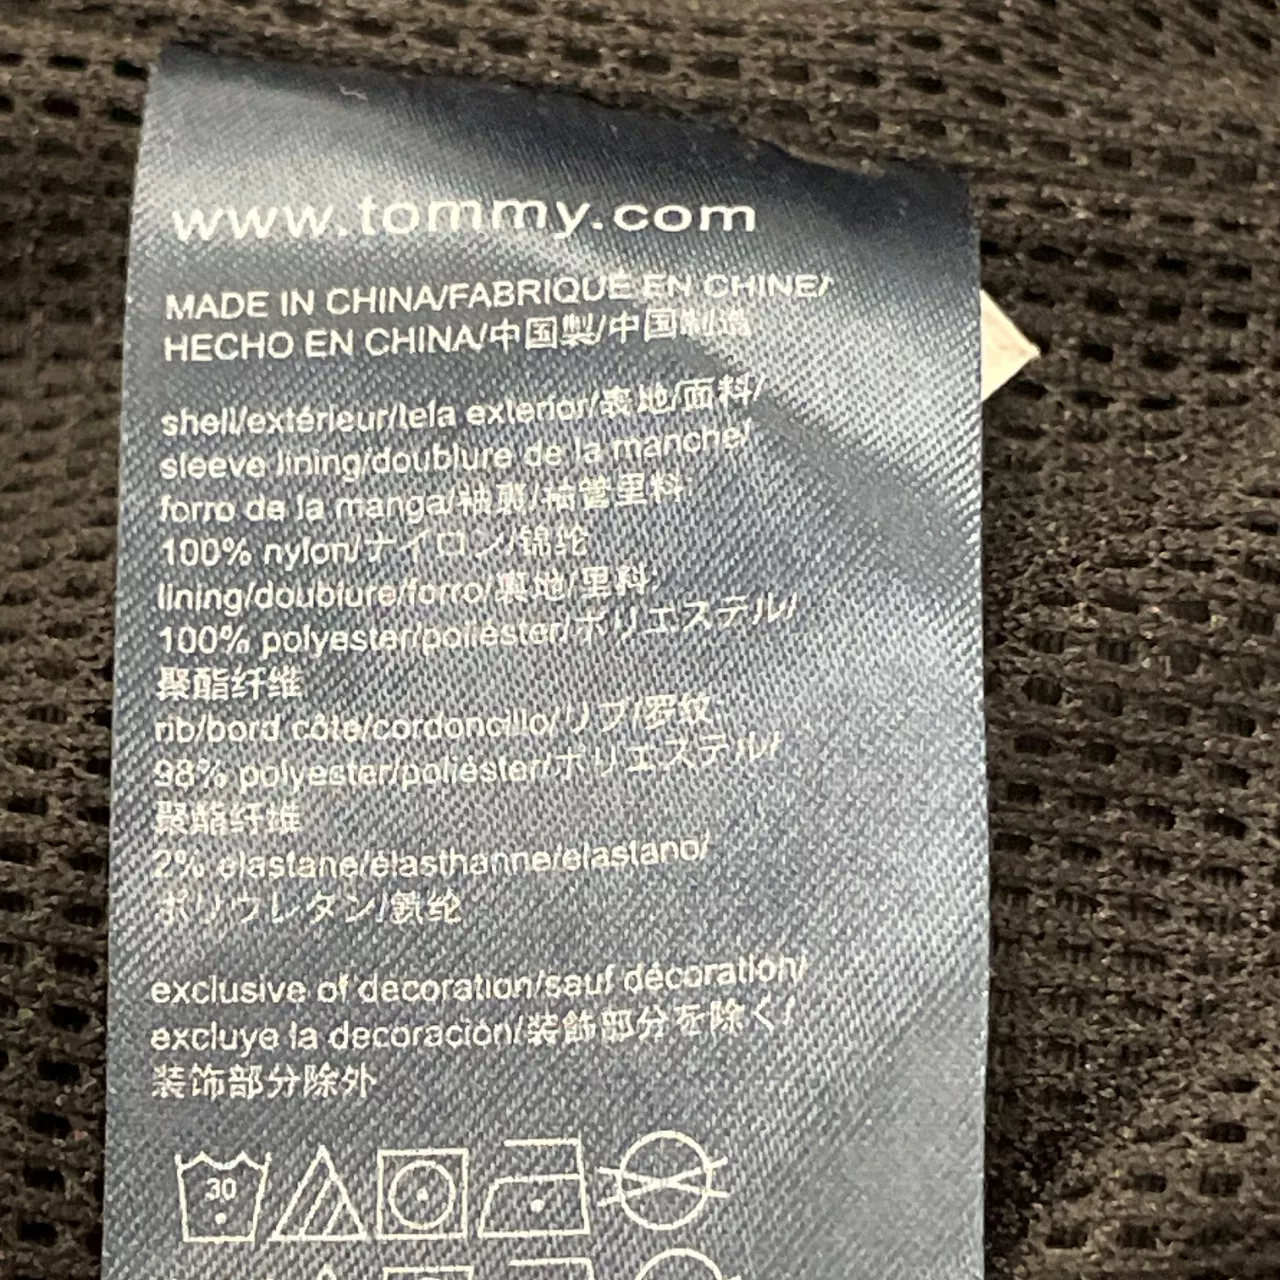 www.tommy.com
MADE IN CHINA/FABRIQUÉ EN CHINE/
HECHO EN CHINA/中国製/中国制造
shell/extérieur/tela exterior/表地/面料/
sleeve lining/doublure de la manche/
forro de la manga/袖裏/袖管里料:
100% nylon/ナイロン/锦纶
lining/doublure/forro/裏地/里料:
100% polyester/poliéster/ポリエステル/
聚酯纤维
rib/bord côte/cordoncillo/リブ/罗纹:
98% polyester/poliéster/ポリエステル/
聚酯纤维
2% elastane/élasthanne/elastano/
ポリウレタン/氨纶
exclusive of decoration/sauf décoration/
excluye la decoración/装飾部分を除く/
装饰部分除外
30